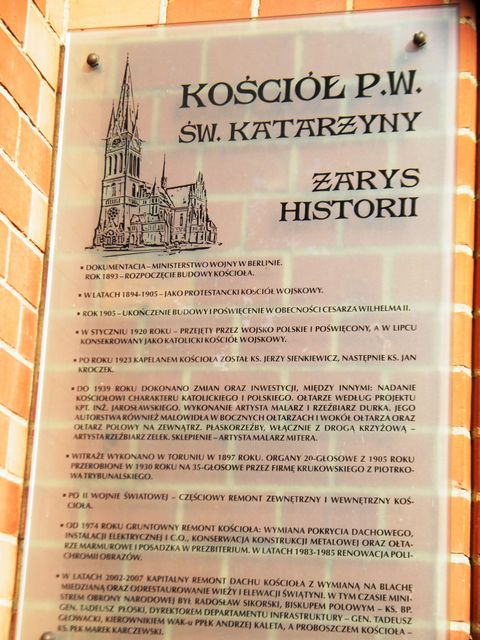 KOŚCIÓŁ P.W.
ŚW. KATARZYNY
ZARYS
HISTORII
• DOKUMENTACJA – MINISTERSTWO WOJNY W BERLINIE.
ROK 1893 – ROZPOCZĘCIE BUDOWY KOŚCIOŁA.
• W LATACH 1894-1905 – JAKO PROTESTANCKI KOŚCIÓŁ WOJSKOWY.
• ROK 1905 – UKOŃCZENIE BUDOWY I POŚWIĘCENIE W OBECNOŚCI CESARZA WILHELMA II.
• W STYCZNIU 1920 ROKU – PRZEJĘTY PRZEZ WOJSKO POLSKIE I POŚWIĘCONY, A W LIPCU
KONSEKROWANY JAKO KATOLICKI KOŚCIÓŁ WOJSKOWY.
• PO ROKU 1923 KAPELANEM KOŚCIOŁA ZOSTAŁ KS. JERZY SIENKIEWICZ, NASTĘPNIE KS. JAN
KROCZEK.
• DO 1939 ROKU DOKONANO ZMIAN ORAZ INWESTYCJI, MIĘDZY INNYMI: NADANIE
KOŚCIOŁOWI CHARAKTERU KATOLICKIEGO I POLSKIEGO. OŁTARZE WEDŁUG PROJEKTU
KPT. INŻ. JAROSŁAWSKIEGO. WYKONANIE ARTYSTA MALARZ I RZEŹBIARZ DURKA. JEGO
AUTORSTWA RÓWNIEŻ MALOWIDŁA W BOCZNYCH OŁTARZACH I WOKÓŁ OŁTARZA ORAZ
OŁTARZ POLOWY NA ZEWNĄTRZ. PŁASKORZEŹBY, WŁĄCZNIE Z DROGĄ KRZYŻOWĄ –
ARTYSTA RZEŹBIARZ ZELEK. SKLEPIENIE – ARTYSTA MALARZ MITERA.
• WITRAŻE WYKONANO W TORUNIU W 1897 ROKU. ORGANY 20-GŁOSOWE Z 1905 ROKU
PRZEROBIONE W 1930 ROKU NA 35-GŁOSOWE PRZEZ FIRMĘ KRUKOWSKIEGO Z PIOTRKO-
WA TRYBUNALSKIEGO.
• PO II WOJNIE ŚWIATOWEJ – CZĘŚCIOWY REMONT ZEWNĘTRZNY I WEWNĘTRZNY KOŚ-
CIOŁA.
• OD 1974 ROKU GRUNTOWNY REMONT KOŚCIOŁA: WYMIANA POKRYCIA DACHOWEGO,
INSTALACJI ELEKTRYCZNEJ I C.O., KONSERWACJA KONSTRUKCJI METALOWEJ ORAZ OŁTA-
RZE MARMUROWE I POSADZKA W PREZBITERIUM. W LATACH 1983-1985 RENOWACJA POLI-
CHROMII OBRAZÓW.
• W LATACH 2002-2007 KAPITALNY REMONT DACHU KOŚCIOŁA Z WYMIANĄ NA BLACHĘ
MIEDZIANĄ ORAZ ODRESTAUROWANIE WIEŻY I ELEWACJI ŚWIĄTYNI. W TYM CZASIE MINI-
STREM OBRONY NARODOWEJ BYŁ RADOSŁAW SIKORSKI, BISKUPEM POLOWYM – KS. BP.
GEN. TADEUSZ PŁOSKI, DYREKTOREM DEPARTAMENTU INFRASTRUKTURY – GEN. TADEUSZ
GŁOWACKI, KIEROWNIKIEM WAK-u PPŁK ANDRZEJ KALETA, A PROBOSZCZEM KOŚCIOŁA –
KS. PŁK MAREK KARCZEWSKI.